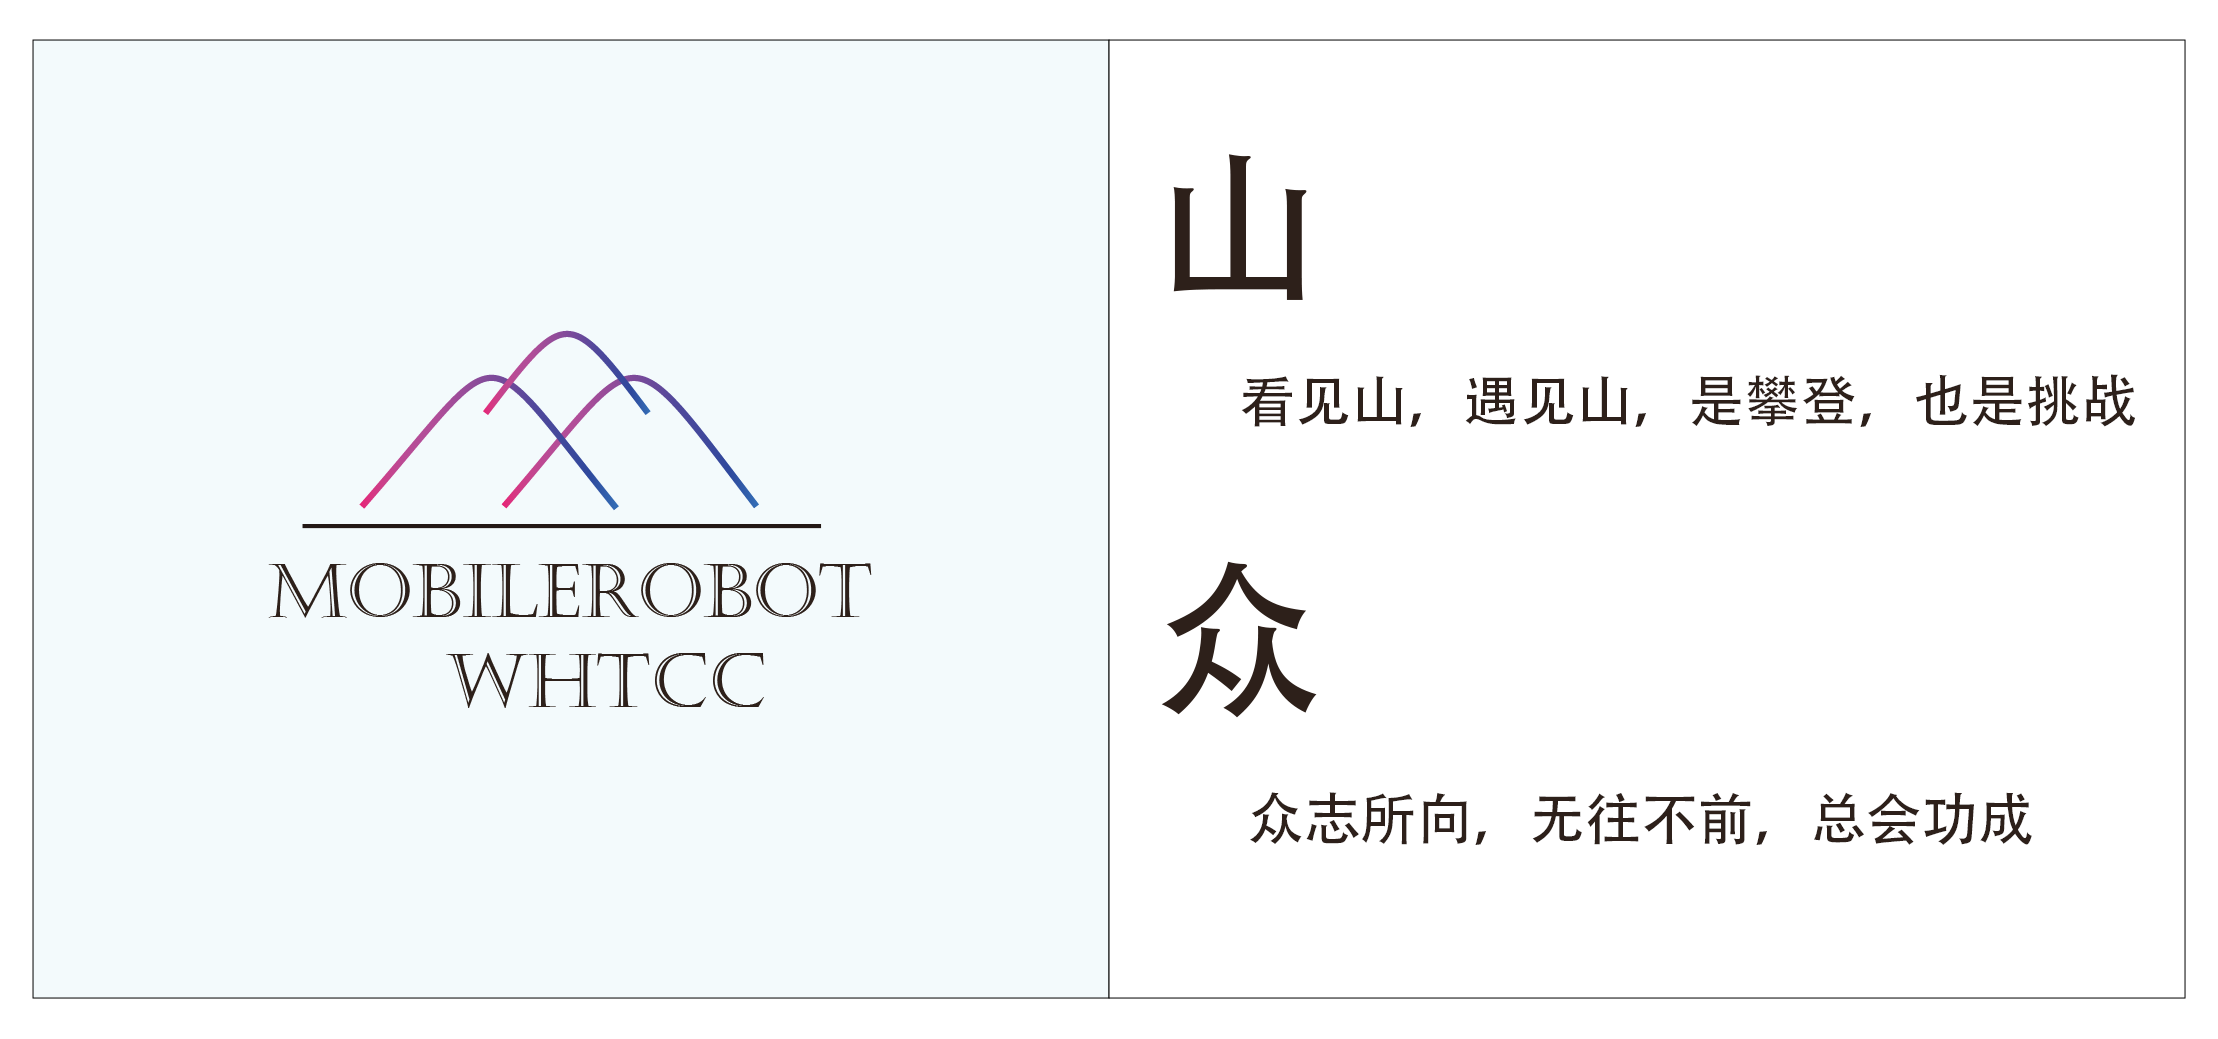 MOBILEROBOT
WHTCC
山
看见山，遇见山，是攀登，也是挑战
众
众志所向，无往不前，总会功成